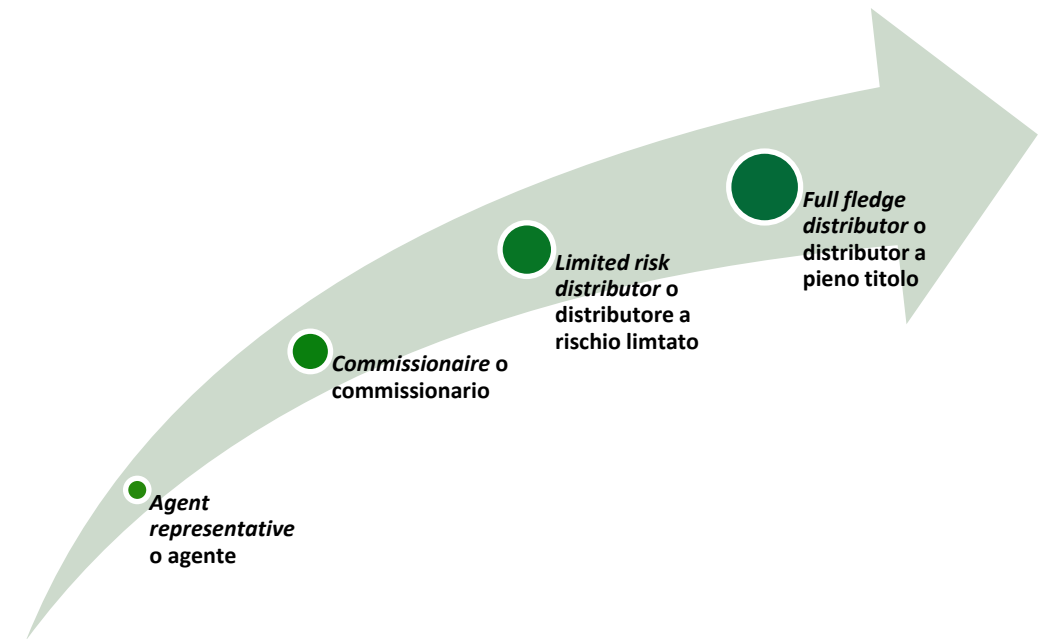 Full fledge
distributor o
distributor a
pieno titolo
Limited risk
distributor o
distributore a
rischio limtato
Commissionaire o
commissionario
Agent
representative
o agente